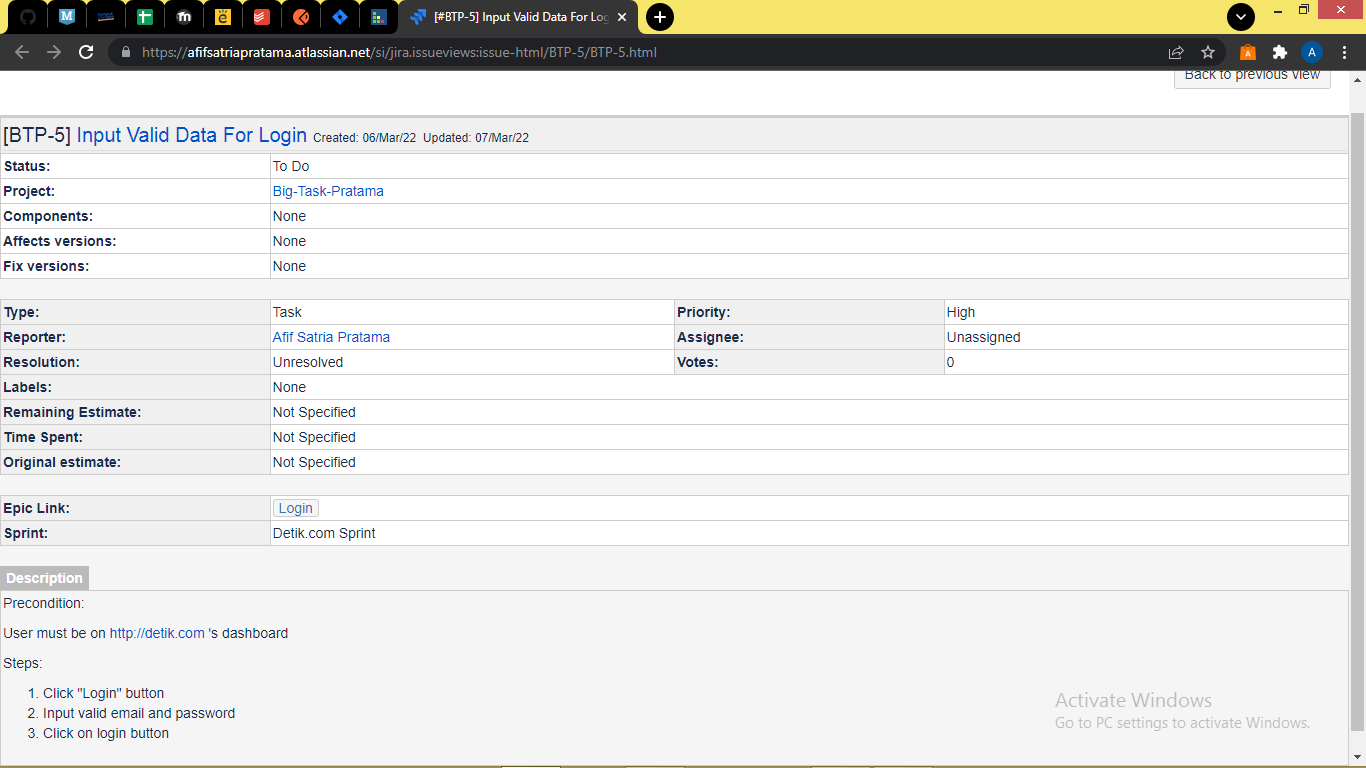 [#BTP-5] Input Valid Data For Log
https://afifsatriapratama.atlassian.net/si/jira.issueviews:issue-html/BTP-5/BTP-5.html
Back to previous view
[BTP-5] Input Valid Data For Login Created: 06/Mar/22 Updated: 07/Mar/22
Status: To Do
Project: Big-Task-Pratama
Components: None
Affects versions: None
Fix versions: None
Type: Task Priority: High
Reporter: Afif Satria Pratama Assignee: Unassigned
Resolution: Unresolved Votes: 0
Labels: None
Remaining Estimate: Not Specified
Time Spent: Not Specified
Original estimate: Not Specified
Epic Link: Login
Sprint: Detik.com Sprint
Description
Precondition:
User must be on http://detik.com 's dashboard
Steps:
1. Click "Login" button
2. Input valid email and password
3. Click on login button
Activate Windows
Go to PC settings to activate Windows.